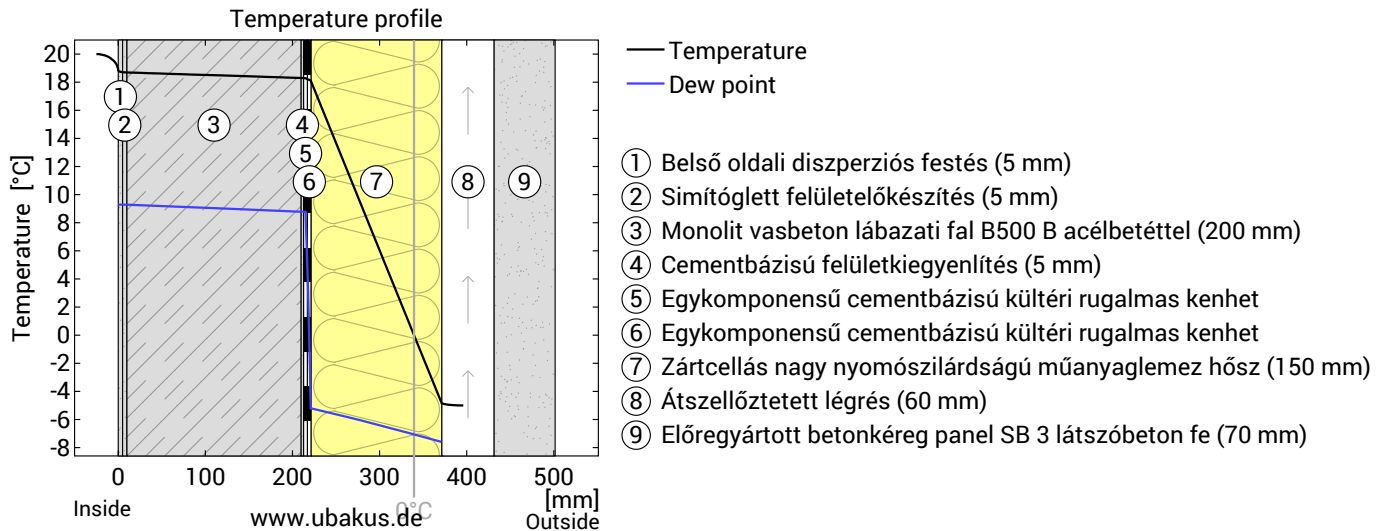 Temperature profile
Temperature [°C]
20
18
16
14
12
10
8
6
4
2
0
-2
-4
-6
-8
1
2
3
4
5
6
7
8
9
0
100
200
300
400
500
[mm]
Inside
www.ubakus.de
0°C
Outside
Temperature
Dew point
1 Belső oldali diszperziós festés (5 mm)
2 Simítóglett felületelőkészítés (5 mm)
3 Monolit vasbeton lábazati fal B500 B acélbetéttel (200 mm)
4 Cementbázisú felületkiegyenlítés (5 mm)
5 Egykomponensű cementbázisú kültéri rugalmas kenhet
6 Egykomponensű cementbázisú kültéri rugalmas kenhet
7 Zártcellás nagy nyomószilárdságú műanyaglemez hősz (150 mm)
8 Átszellőztetett légrés (60 mm)
9 Előregyártott betonkéreg panel SB 3 látszóbeton fe (70 mm)